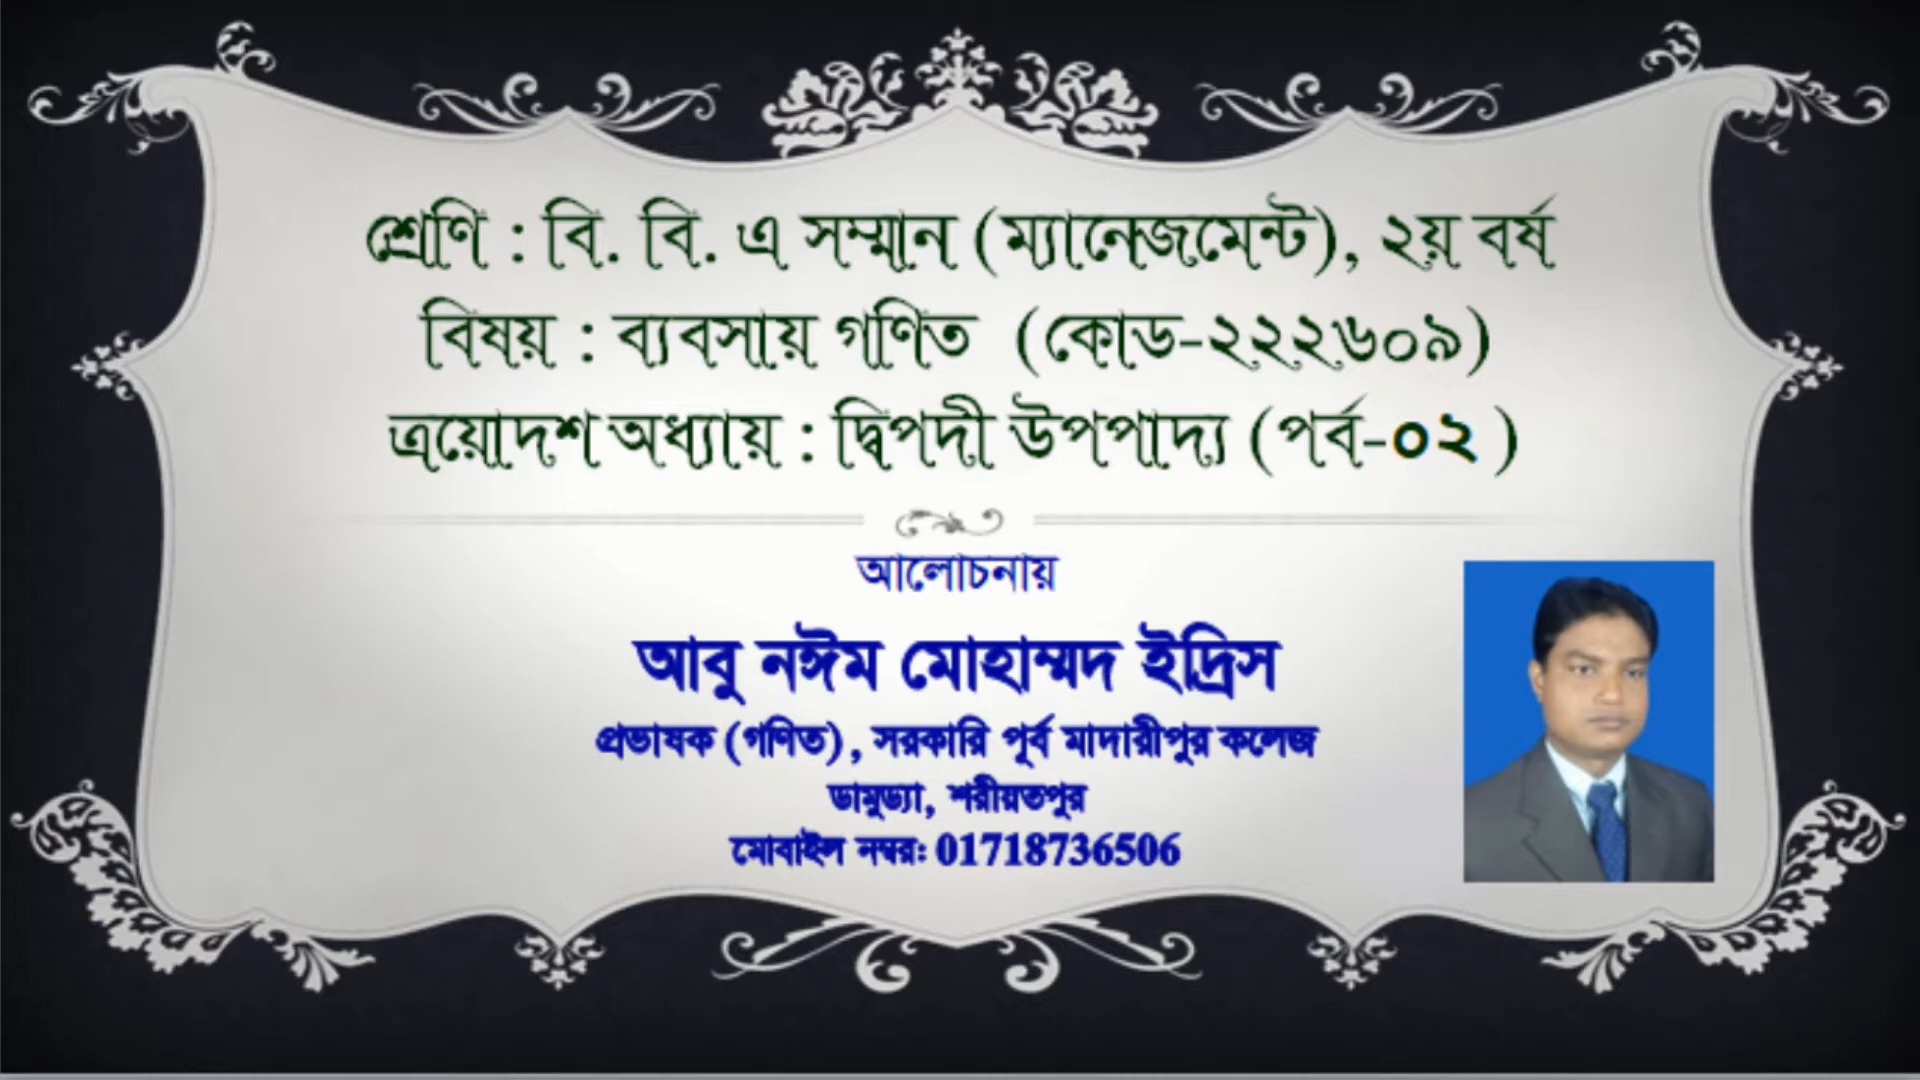 শ্রেণি : বি. বি. এ সম্মান (ম্যানেজমেন্ট), ২য় বর্ষ
বিষয় : ব্যবসায় গণিত (কোড-২২২৬০৯)
ত্রয়োদশ অধ্যায় : দ্বিপদী উপপাদ্য (পর্ব-০২ )
আলোচনায়
আবু নঈম মোহাম্মদ ইদ্রিস
প্রভাষক (গণিত) , সরকারি পূর্ব মাদারীপুর কলেজ
ডামুড্যা, শরীয়তপুর
মোবাইল নম্বরঃ 01718736506